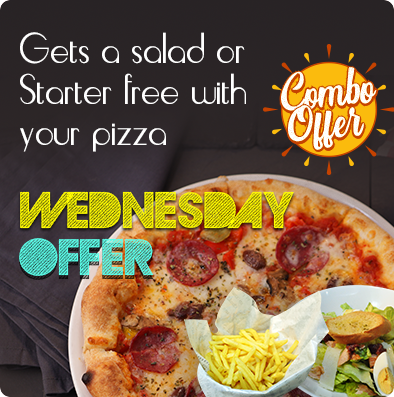 Gets a salad or
Starter free with
your pizza
Combo
Offer
WEDNESDAY
OFFER